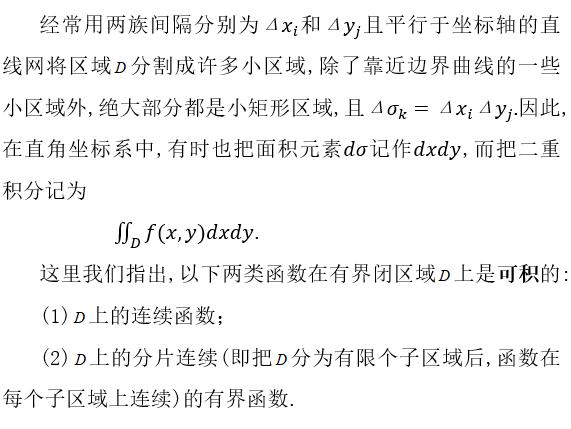 经常用两族间隔分别为Δxᵢ和Δyⱼ且平行于坐标轴的直
线网将区域D分割成许多小区域,除了靠近边界曲线的一些
小区域外,绝大部分都是小矩形区域,且Δσₖ= Δxᵢ Δyⱼ.因此,
在直角坐标系中,有时也把面积元素dσ记作dxdy,而把二重
积分记为
∬_D f(x,y)dxdy.
这里我们指出,以下两类函数在有界闭区域D上是可积的:
(1)D上的连续函数;
(2)D上的分片连续(即把D分为有限个子区域后,函数在
每个子区域上连续)的有界函数.